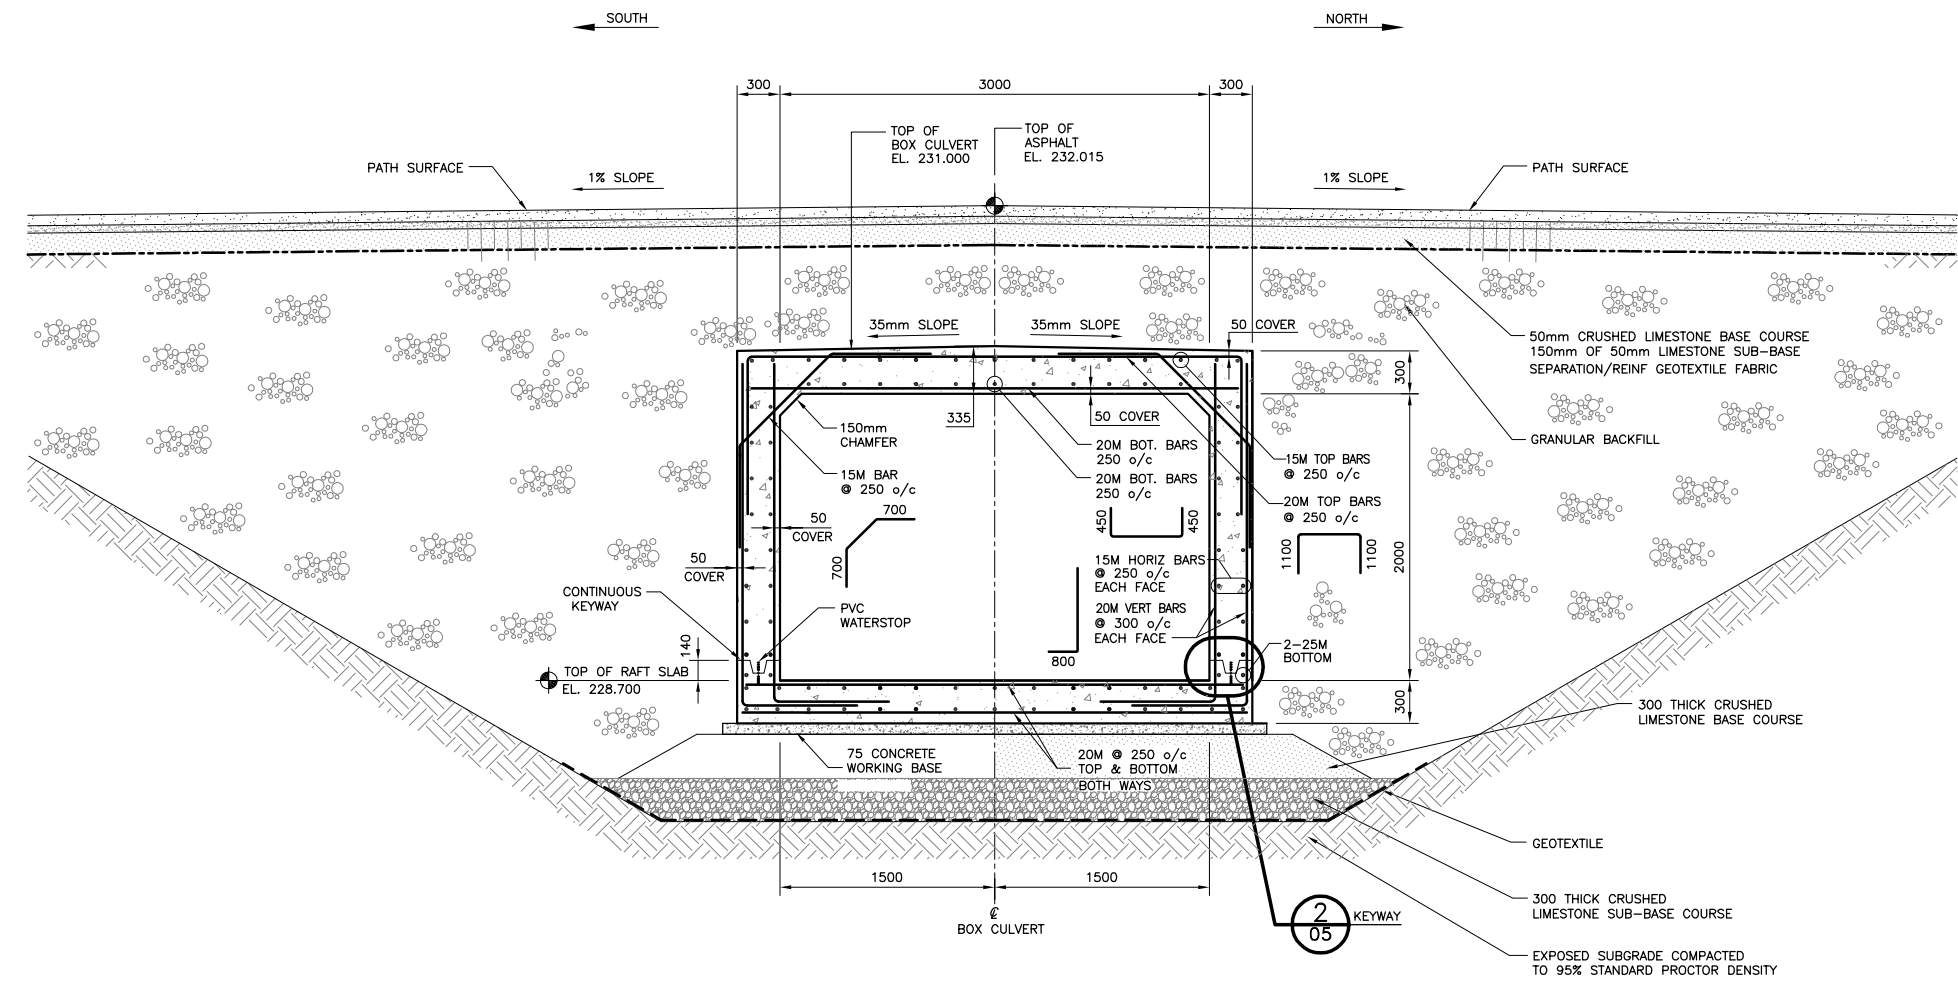 SOUTH
NORTH
300
3000
300
TOP OF
BOX CULVERT
EL. 231.000
TOP OF
ASPHALT
EL. 232.015
PATH SURFACE
1% SLOPE
1% SLOPE
PATH SURFACE
35mm SLOPE
35mm SLOPE
50 COVER
50mm CRUSHED LIMESTONE BASE COURSE
150mm OF 50mm LIMESTONE SUB-BASE
SEPARATION/REINF GEOTEXTILE FABRIC
300
335
50 COVER
150mm
CHAMFER
GRANULAR BACKFILL
20M BOT. BARS
250 o/c
15M TOP BARS
@ 250 o/c
15M BAR
@ 250 o/c
20M BOT. BARS
250 o/c
20M TOP BARS
@ 250 o/c
700
700
50
COVER
450
450
1100
1100
2000
50
COVER
15M HORIZ BARS
@ 250 o/c
EACH FACE
CONTINUOUS
KEYWAY
PVC
WATERSTOP
20M VERT BARS
@ 300 o/c
EACH FACE
140
800
2-25M
BOTTOM
TOP OF RAFT SLAB
EL. 228.700
300
300 THICK CRUSHED
LIMESTONE BASE COURSE
75 CONCRETE
WORKING BASE
20M @ 250 o/c
TOP & BOTTOM
BOTH WAYS
GEOTEXTILE
1500
1500
300 THICK CRUSHED
LIMESTONE SUB-BASE COURSE
℄
BOX CULVERT
2
05
KEYWAY
EXPOSED SUBGRADE COMPACTED
TO 95% STANDARD PROCTOR DENSITY